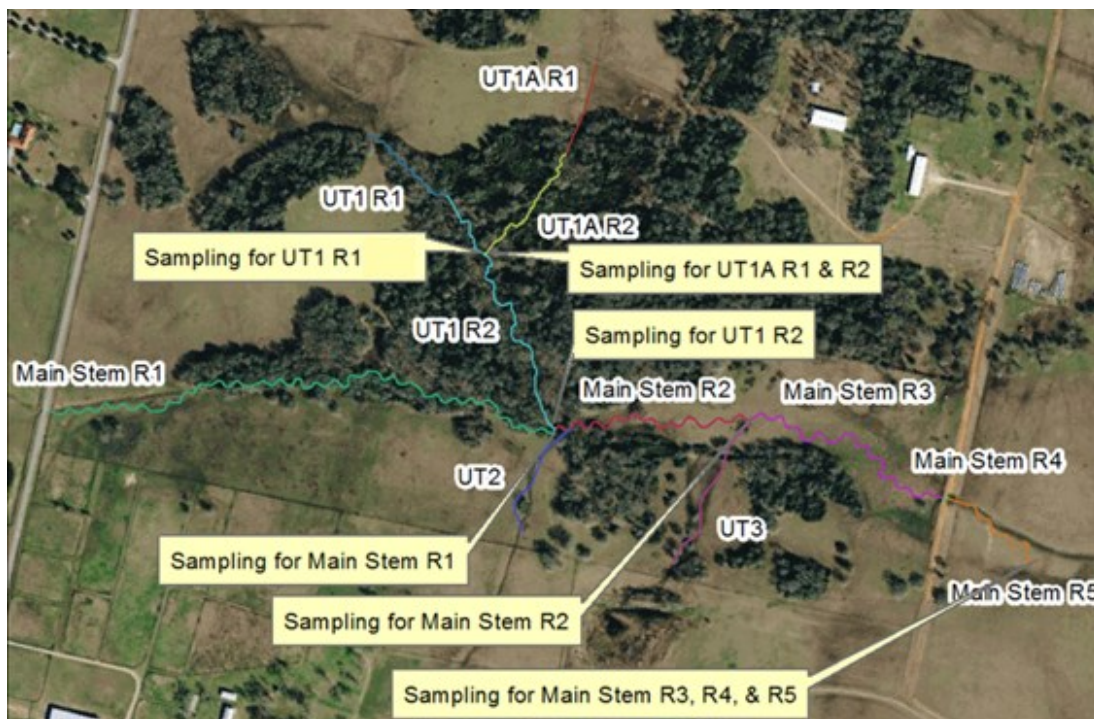 UT1A R1
UT1 R1
UT1A R2
Sampling for UT1 R1
Sampling for UT1A R1 & R2
UT1 R2
Sampling for UT1 R2
Main Stem R1
Main Stem R2
Main Stem R3
Main Stem R4
UT2
UT3
Sampling for Main Stem R1
Main Stem R5
Sampling for Main Stem R2
Sampling for Main Stem R3, R4, & R5